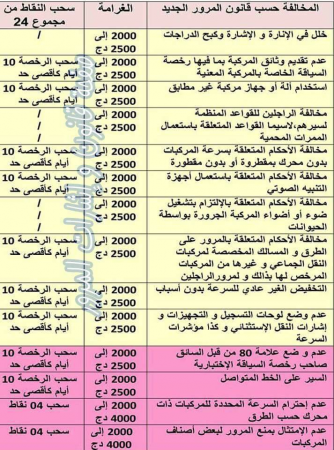 المخالفة حسب قانون المرور الجديد
الغرامة
سحب النقاط من
مجموع 24
خلل في الإنارة و الإشارة وكبح الدراجات
2000 إلى
2500 دج
/
/
عدم تقديم وثائق المركبة بما فيها رخصة
السياقة الخاصة بالمركبة المعنية
2000 إلى
2500 دج
سحب الرخصة 10
أيام كأقصى حد
استخدام آلة أو جهاز مركبة غير مطابق
2000 إلى
2500 دج
سحب الرخصة 10
أيام كأقصى حد
مخالفة الراجلين للقواعد المنظمة
لسيرهم،لاسيما القواعد المتعلقة باستعمال
الممرات المحمية
2000 إلى
2500 دج
/
/
مخالفة الأحكام المتعلقة بسرعة المركبات
بدون محرك بمقطورة أو بدون مقطورة
2000 إلى
2500 دج
سحب الرخصة 10
أيام كأقصى حد
مخالفة الأحكام المتعلقة باستعمال أجهزة
التنبيه الصوتي
2000 إلى
2500 دج
سحب الرخصة 10
أيام كأقصى حد
مخالفة الأحكام المتعلقة بالإلتزام بتشغيل
ضوء أو أضواء المركبة الجرورة بواسطة
الحيوانات
2000 إلى
2500 دج
/
/
مخالفة الأحكام المتعلقة بالمرور على
الطرق و المسالك المخصصة لمركبات
النقل الجماعي و غيرها من المركبات
المرخص لها بذالك و لمرورالراجلين
2000 إلى
2500 دج
سحب الرخصة 10
أيام كأقصى حد
التخفيض الغير عادي للسرعة بدون أسباب
2000 إلى
2500 دج
سحب الرخصة 10
أيام كأقصى حد
عدم وضع لوحات التسجيل و التجهيزات و
إشارات النقل الإستثنائي و كذا مؤشرات
السرعة
2000 إلى
2500 دج
سحب الرخصة 10
أيام كأقصى حد
عدم و ضع علامة 80 من قبل السائق
صاحب رخصة السياقة الإختبارية
2000 إلى
2500 دج
سحب الرخصة 10
أيام كأقصى حد
السير على الخط المتواصل
2000 إلى
2500 دج
سحب الرخصة 10
أيام كأقصى حد
عدم إحترام السرعة المحددة للمركبات ذات
محرك حسب الطرق
2000 إلى
4000 دج
سحب 04 نقاط
عدم الإمتثال بمنع المرور لبعض أصناف
المركبات
2000 إلى
4000 دج
سحب 04 نقاط